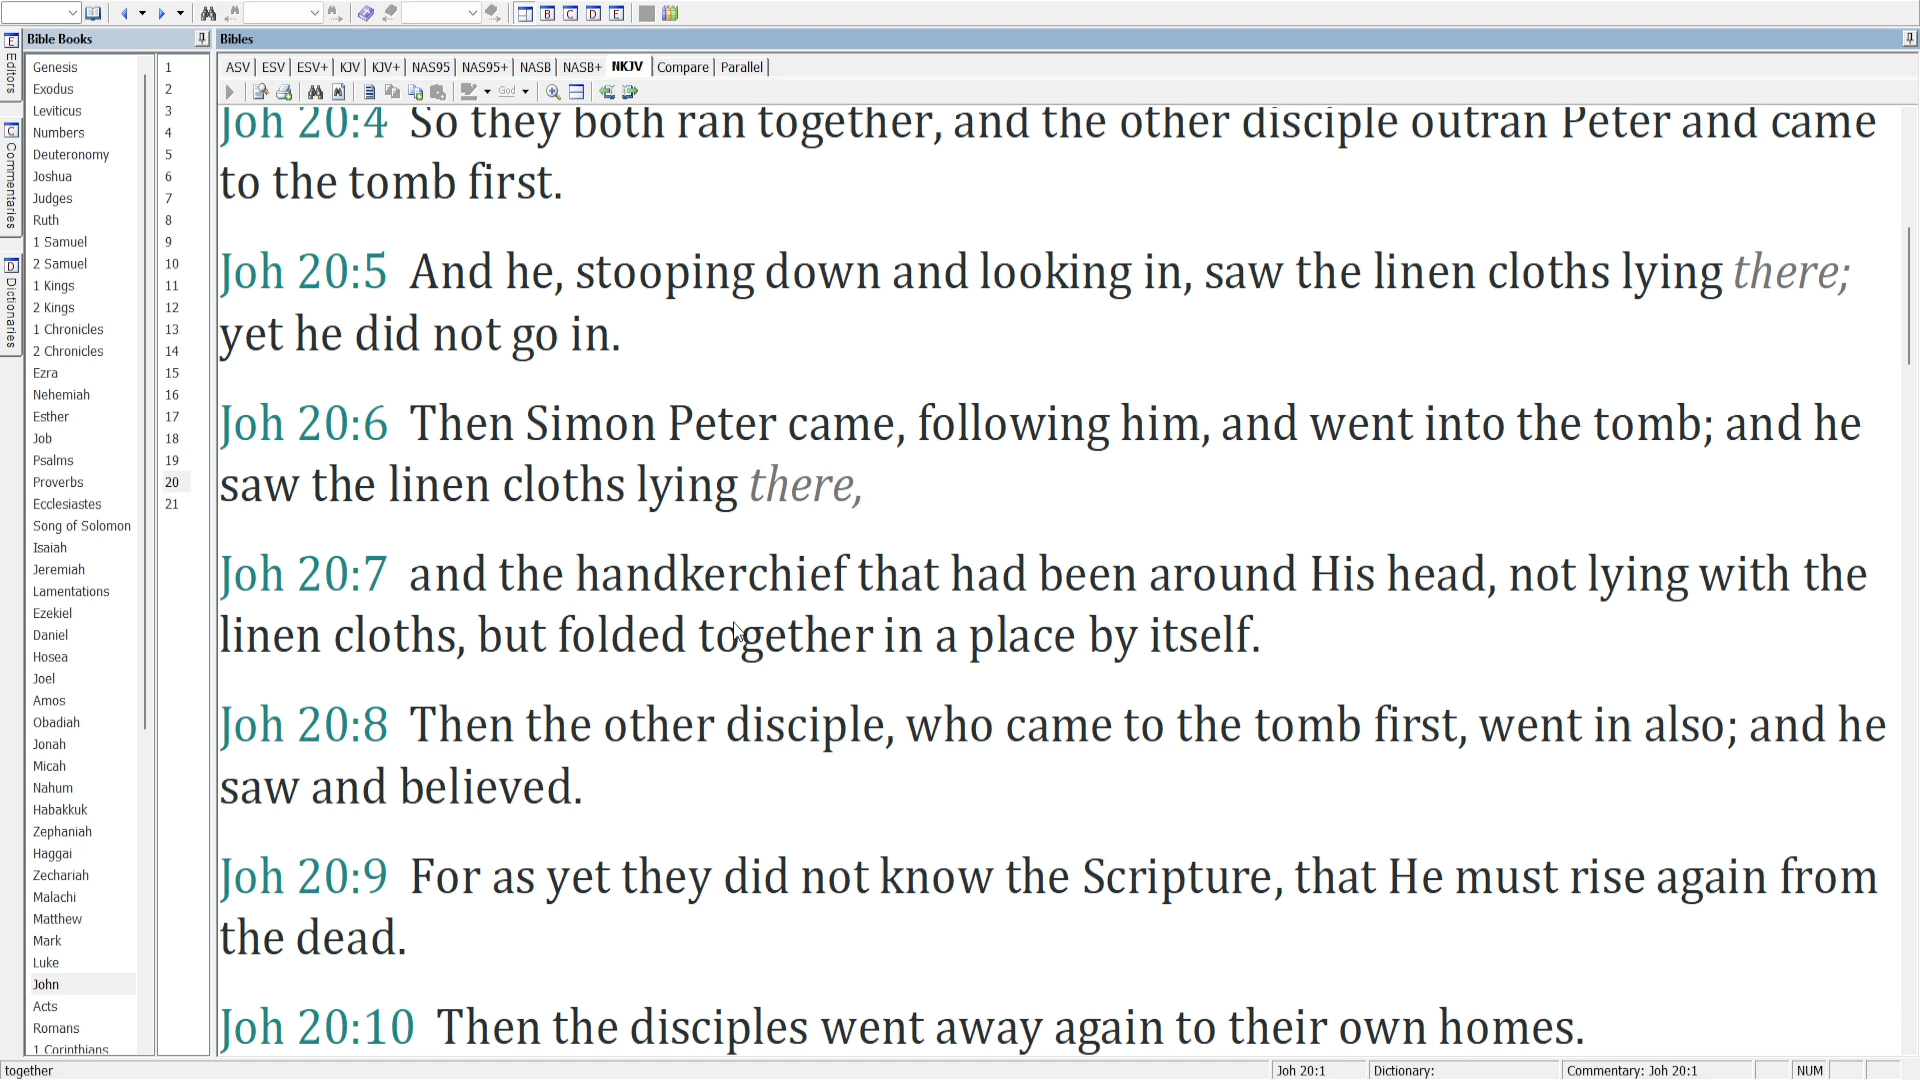 Bible Books
Bibles
Editors
Commentaries
Dictionaries
ASV ESV ESV+ KJV KJV+ NAS95 NAS95+ NASB NASB+ NKJV Compare Parallel
God
Genesis
Exodus
Leviticus
Numbers
Deuteronomy
Joshua
Judges
Ruth
1 Samuel
2 Samuel
1 Kings
2 Kings
1 Chronicles
2 Chronicles
Ezra
Nehemiah
Esther
Job
Psalms
Proverbs
Ecclesiastes
Song of Solomon
Isaiah
Jeremiah
Lamentations
Ezekiel
Daniel
Hosea
Joel
Amos
Obadiah
Jonah
Micah
Nahum
Habakkuk
Zephaniah
Haggai
Zechariah
Malachi
Matthew
Mark
Luke
John
Acts
Romans
1 Corinthians
1
2
3
4
5
6
7
8
9
10
11
12
13
14
15
16
17
18
19
20
21
Joh 20:4 So they both ran together, and the other disciple outran Peter and came
to the tomb first.
Joh 20:5 And he, stooping down and looking in, saw the linen cloths lying there;
yet he did not go in.
Joh 20:6 Then Simon Peter came, following him, and went into the tomb; and he
saw the linen cloths lying there,
Joh 20:7 and the handkerchief that had been around His head, not lying with the
linen cloths, but folded together in a place by itself.
Joh 20:8 Then the other disciple, who came to the tomb first, went in also; and he
saw and believed.
Joh 20:9 For as yet they did not know the Scripture, that He must rise again from
the dead.
Joh 20:10 Then the disciples went away again to their own homes.
together
Joh 20:1
Dictionary:
Commentary: Joh 20:1
NUM